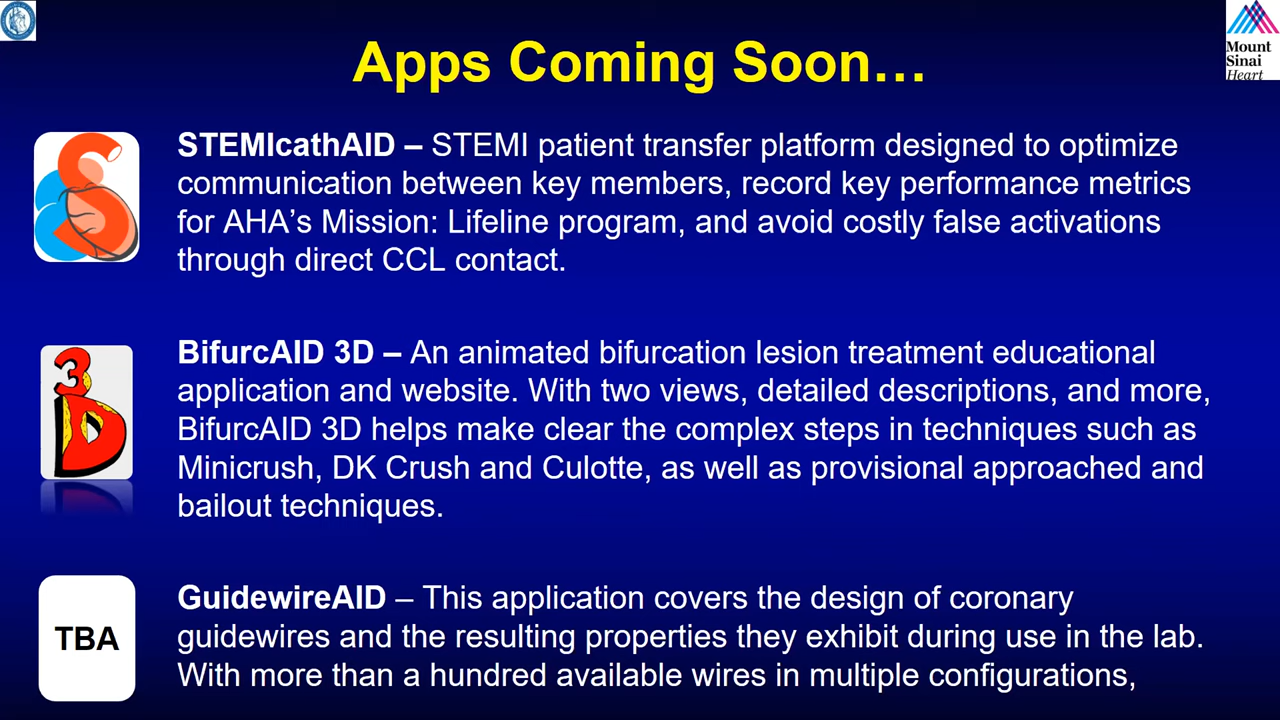 Apps Coming Soon…
Mount
Sinai
Heart
STEMIcathAID – STEMI patient transfer platform designed to optimize
communication between key members, record key performance metrics
for AHA’s Mission: Lifeline program, and avoid costly false activations
through direct CCL contact.
3
D
BifurcAID 3D – An animated bifurcation lesion treatment educational
application and website. With two views, detailed descriptions, and more,
BifurcAID 3D helps make clear the complex steps in techniques such as
Minicrush, DK Crush and Culotte, as well as provisional approached and
bailout techniques.
TBA
GuidewireAID – This application covers the design of coronary
guidewires and the resulting properties they exhibit during use in the lab.
With more than a hundred available wires in multiple configurations,